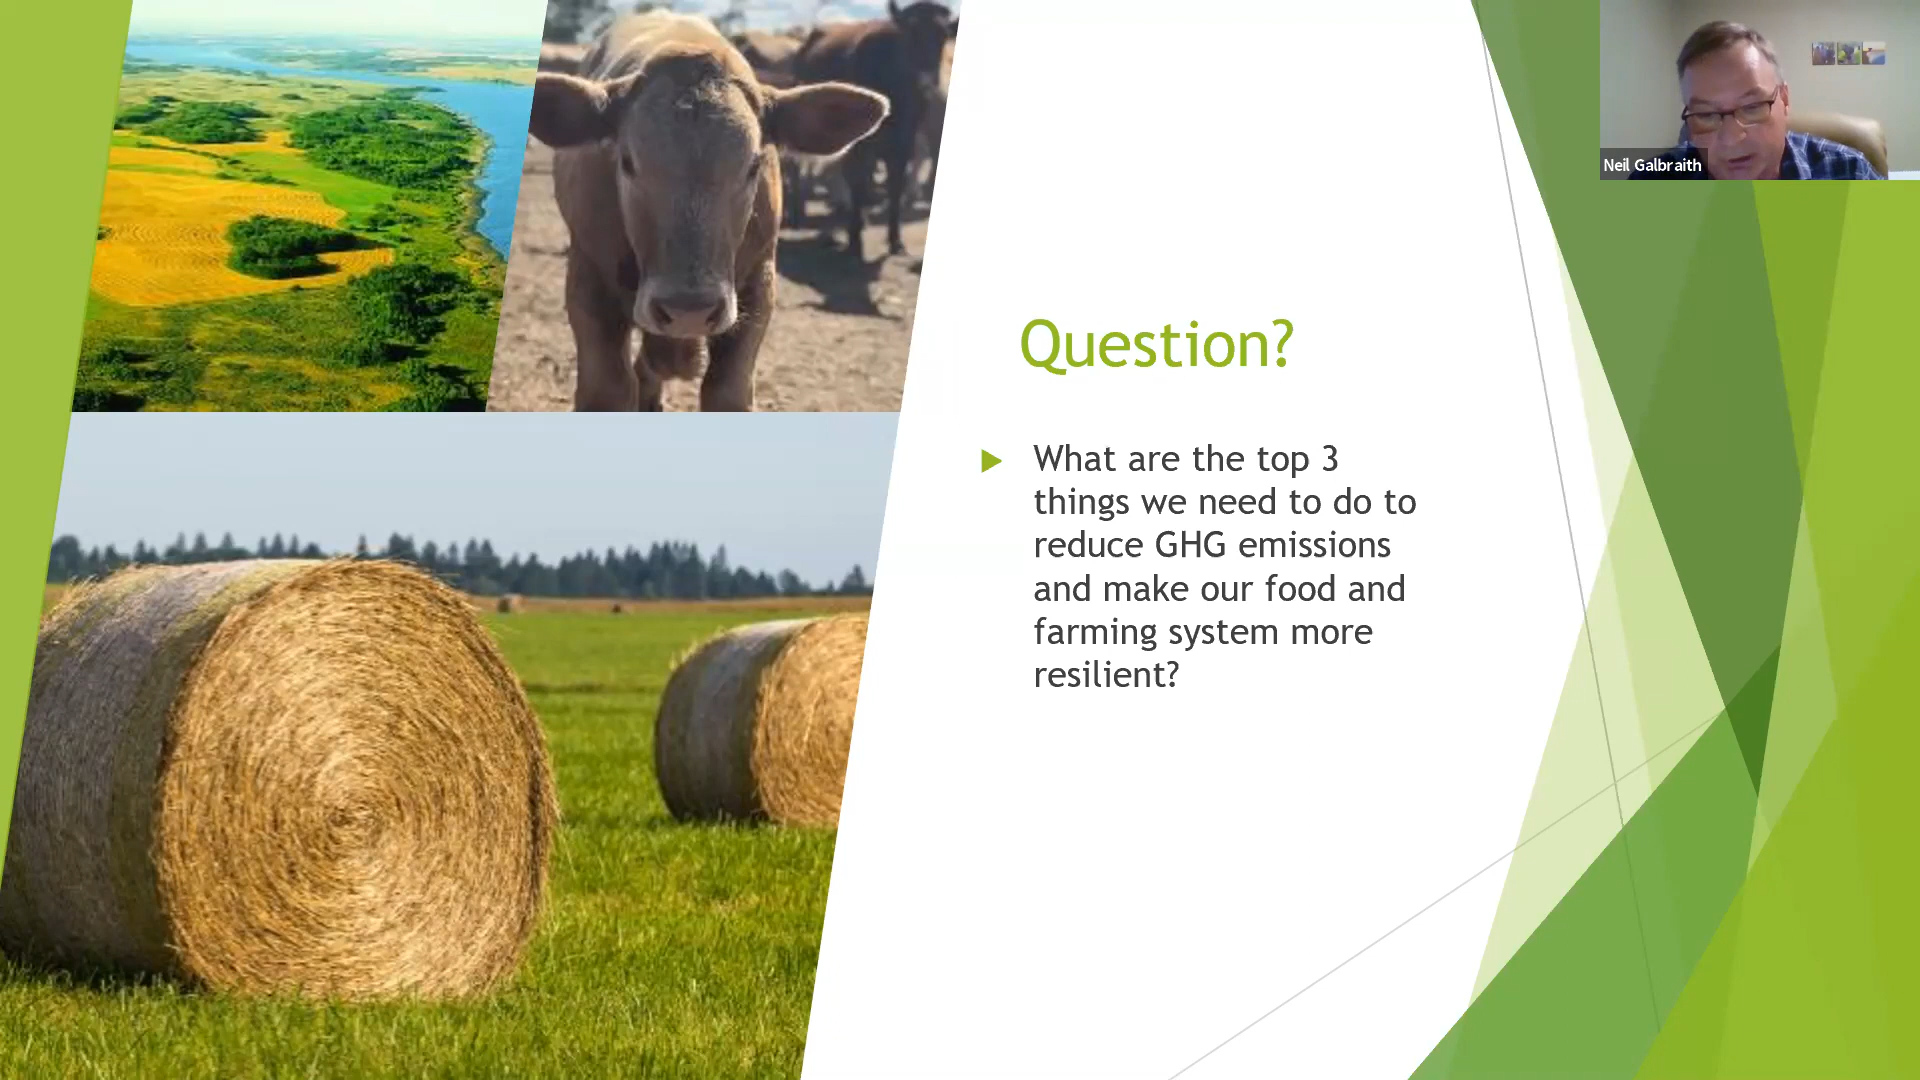 Question?
What are the top 3
things we need to do to
reduce GHG emissions
and make our food and
farming system more
resilient?
Neil Galbraith